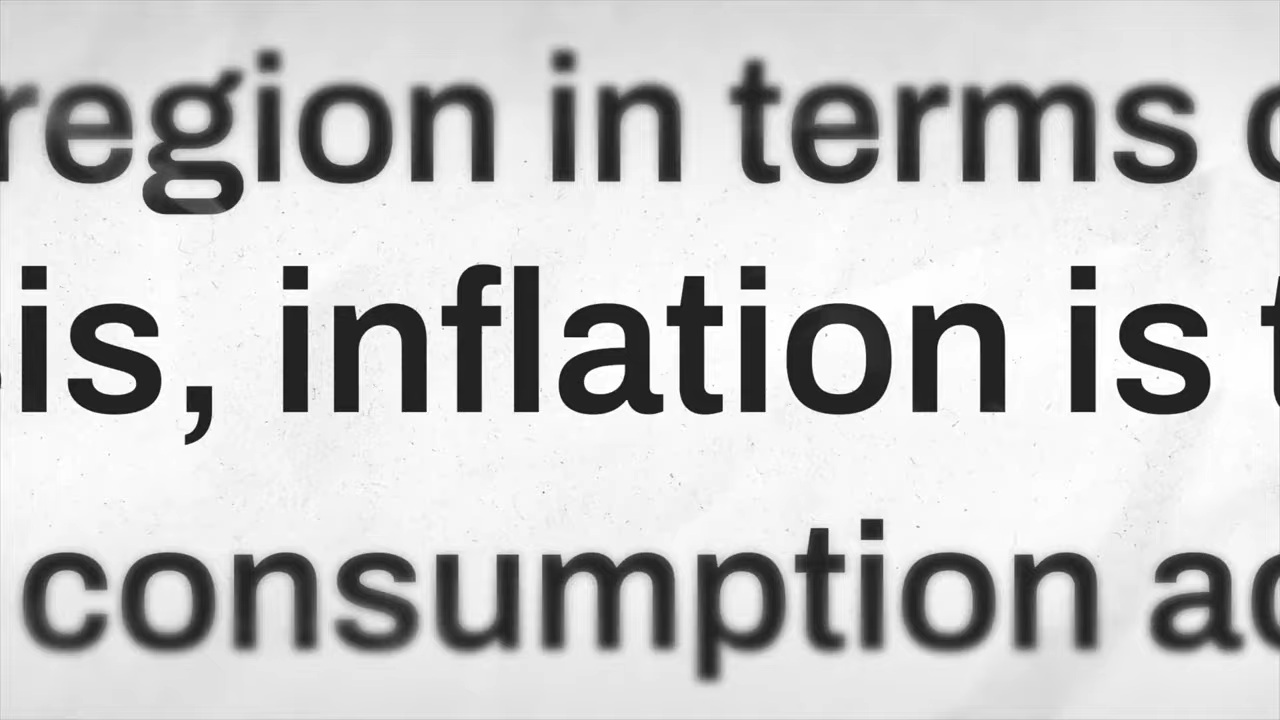 region in terms
is, inflation is
consumption